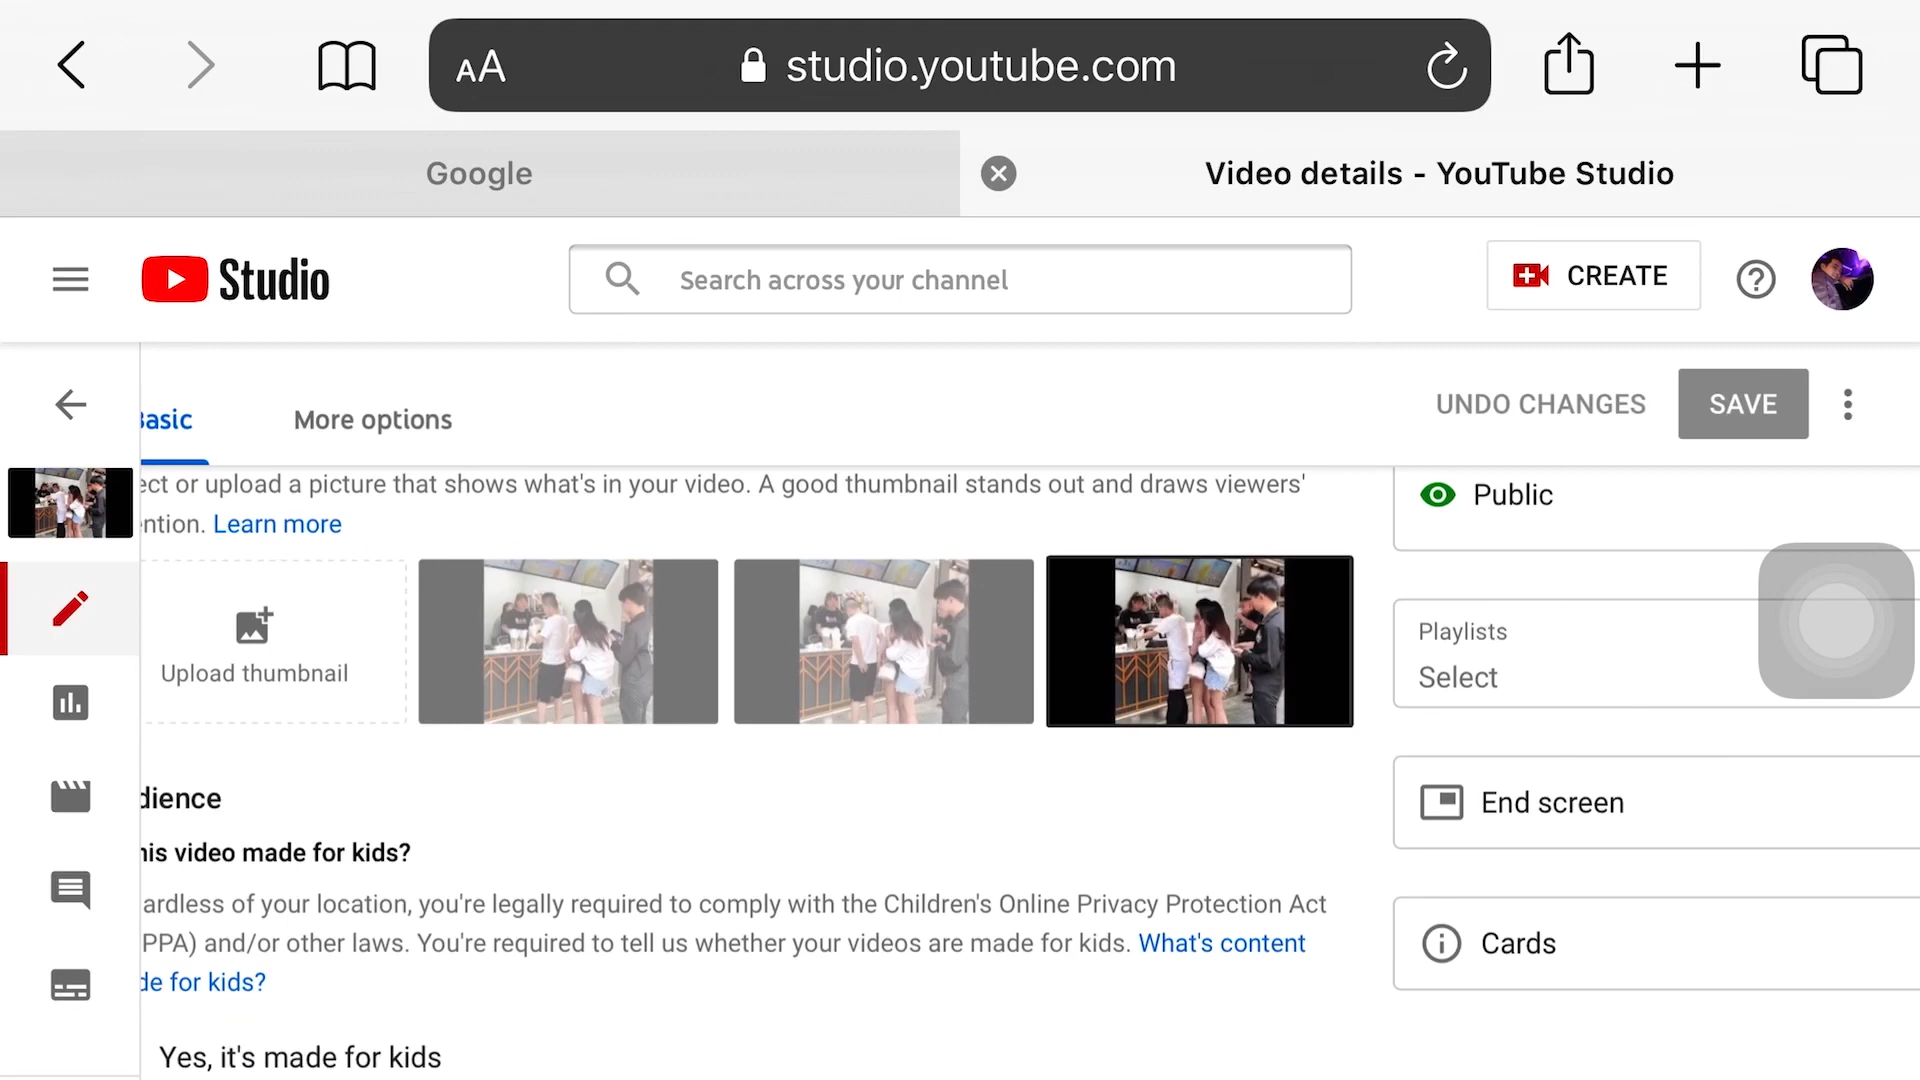 AA
studio.youtube.com
Google
Video details - YouTube Studio
Studio
Search across your channel
CREATE
Basic
More options
UNDO CHANGES
SAVE
ect or upload a picture that shows what's in your video. A good thumbnail stands out and draws viewers'
ention. Learn more
Public
Upload thumbnail
Playlists
Select
dience
his video made for kids?
ardless of your location, you're legally required to comply with the Children's Online Privacy Protection Act
PPA) and/or other laws. You're required to tell us whether your videos are made for kids. What's content
de for kids?
End screen
Cards
Yes, it's made for kids